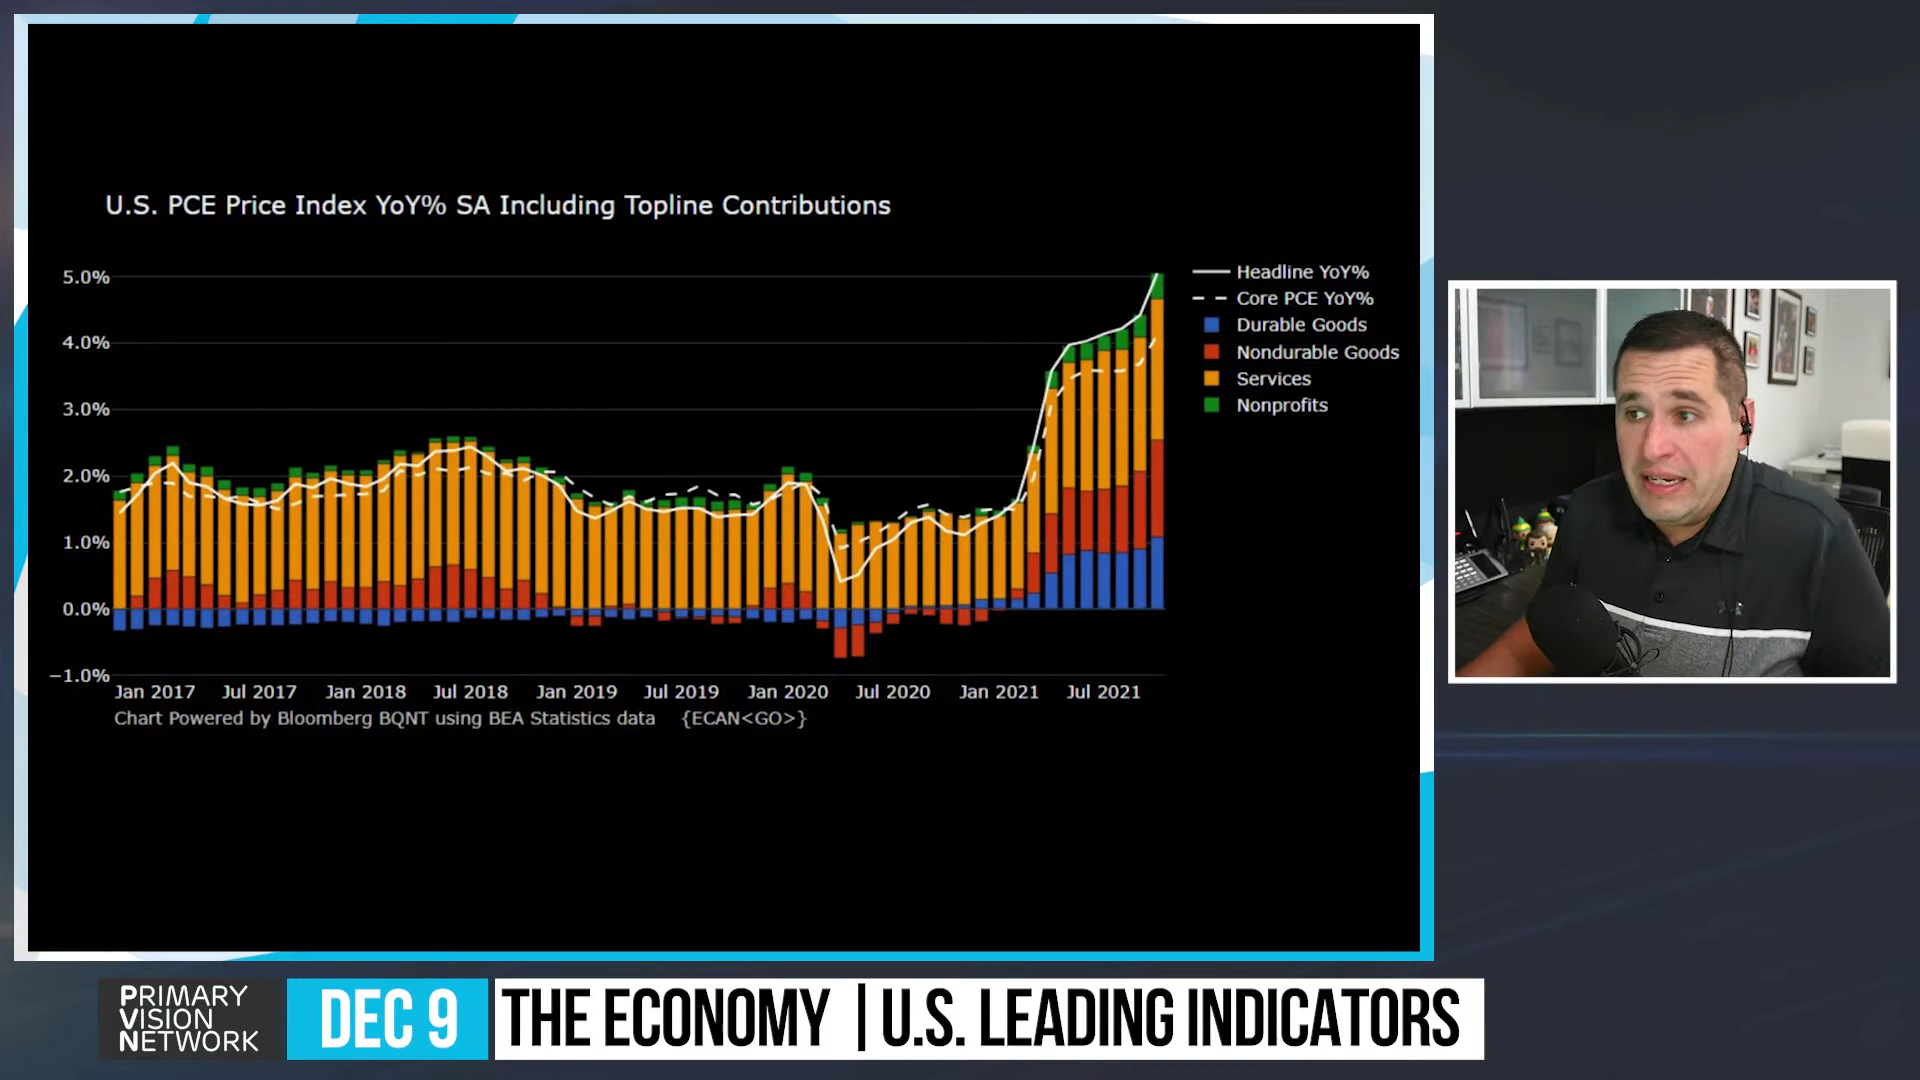 U.S. PCE Price Index YoY% SA Including Topline Contributions
5.0%
4.0%
3.0%
2.0%
1.0%
0.0%
−1.0%
Jan 2017 Jul 2017 Jan 2018 Jul 2018 Jan 2019 Jul 2019 Jan 2020 Jul 2020 Jan 2021 Jul 2021
Chart Powered by Bloomberg BQNT using BEA Statistics data {ECAN<GO>}
Headline YoY%
Core PCE YoY%
Durable Goods
Nondurable Goods
Services
Nonprofits
PRIMARY
VISION
NETWORK
DEC 9
THE ECONOMY | U.S. LEADING INDICATORS